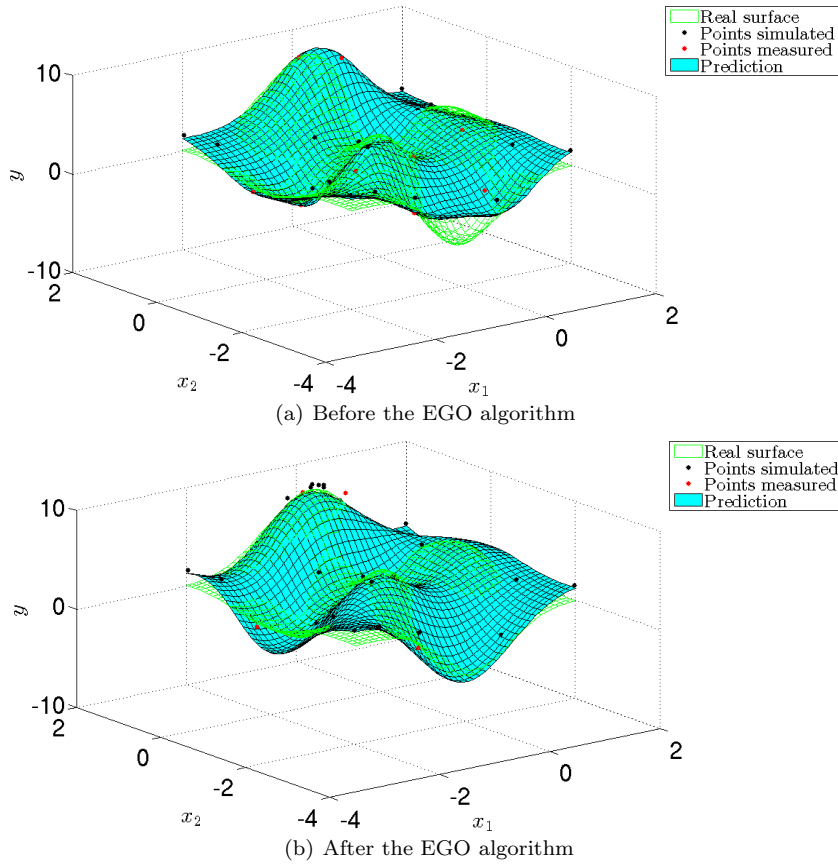 Real surface
Points simulated
Points measured
Prediction
10
0
-10
y
2
0
-2
-4
x₂
-4
-2
0
2
x₁
(a) Before the EGO algorithm
Real surface
Points simulated
Points measured
Prediction
10
0
-10
y
2
0
-2
-4
x₂
-4
-2
0
2
x₁
(b) After the EGO algorithm